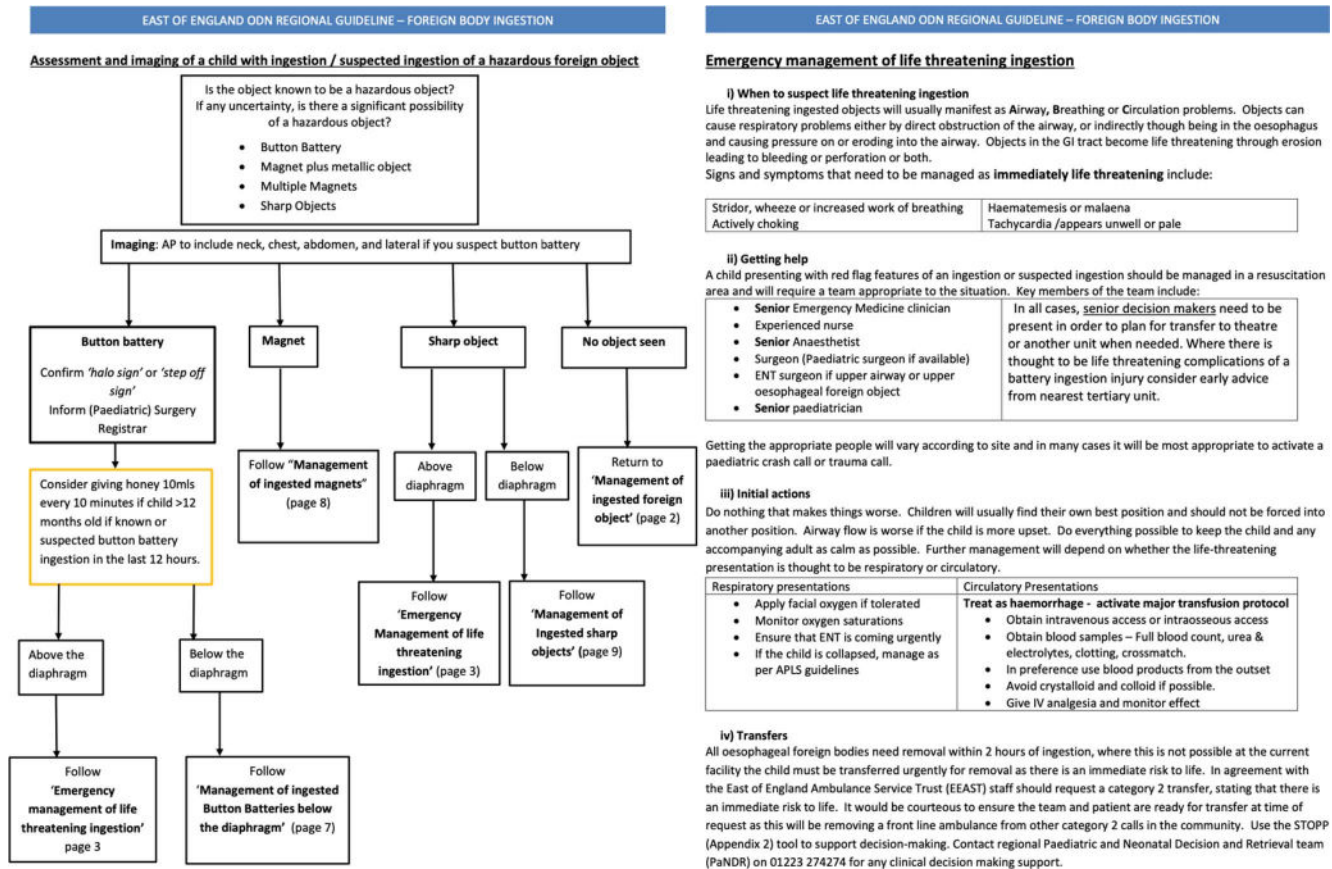 EAST OF ENGLAND ODN REGIONAL GUIDELINE – FOREIGN BODY INGESTION
Assessment and imaging of a child with ingestion / suspected ingestion of a hazardous foreign object
Is the object known to be a hazardous object?
If any uncertainty, is there a significant possibility
of a hazardous object?
• Button Battery
• Magnet plus metallic object
• Multiple Magnets
• Sharp Objects
Imaging: AP to include neck, chest, abdomen, and lateral if you suspect button battery
Button battery
Confirm 'halo sign' or 'step off
sign'
Inform (Paediatric) Surgery
Registrar
Magnet
Sharp object
No object seen
Consider giving honey 10mls
every 10 minutes if child >12
months old if known or
suspected button battery
ingestion in the last 12 hours.
Follow "Management
of ingested magnets"
(page 8)
Above
diaphragm
Below
diaphragm
Return to
'Management of
ingested foreign
object' (page 2)
Above the
diaphragm
Below the
diaphragm
Follow
'Emergency
Management of life
threatening
ingestion' (page 3)
Follow
'Management of
Ingested sharp
objects' (page 9)
Follow
'Emergency
management of life
threatening ingestion'
page 3
Follow
'Management of ingested
Button Batteries below
the diaphragm' (page 7)
EAST OF ENGLAND ODN REGIONAL GUIDELINE – FOREIGN BODY INGESTION
Emergency management of life threatening ingestion
i) When to suspect life threatening ingestion
Life threatening ingested objects will usually manifest as Airway, Breathing or Circulation problems. Objects can
cause respiratory problems either by direct obstruction of the airway, or indirectly though being in the oesophagus
and causing pressure on or eroding into the airway. Objects in the GI tract become life threatening through erosion
leading to bleeding or perforation or both.
Signs and symptoms that need to be managed as immediately life threatening include:
Stridor, wheeze or increased work of breathing
Actively choking
Haematemesis or malaena
Tachycardia /appears unwell or pale
ii) Getting help
A child presenting with red flag features of an ingestion or suspected ingestion should be managed in a resuscitation
area and will require a team appropriate to the situation. Key members of the team include:
• Senior Emergency Medicine clinician
• Experienced nurse
• Senior Anaesthetist
• Surgeon (Paediatric surgeon if available)
• ENT surgeon if upper airway or upper
oesophageal foreign object
• Senior paediatrician
In all cases, senior decision makers need to be
present in order to plan for transfer to theatre
or another unit when needed. Where there is
thought to be life threatening complications of a
battery ingestion injury consider early advice
from nearest tertiary unit.
Getting the appropriate people will vary according to site and in many cases it will be most appropriate to activate a
paediatric crash call or trauma call.
iii) Initial actions
Do nothing that makes things worse. Children will usually find their own best position and should not be forced into
another position. Airway flow is worse if the child is more upset. Do everything possible to keep the child and any
accompanying adult as calm as possible. Further management will depend on whether the life-threatening
presentation is thought to be respiratory or circulatory.
Respiratory presentations
• Apply facial oxygen if tolerated
• Monitor oxygen saturations
• Ensure that ENT is coming urgently
• If the child is collapsed, manage as
per APLS guidelines
Circulatory Presentations
Treat as haemorrhage - activate major transfusion protocol
• Obtain intravenous access or intraosseous access
• Obtain blood samples – Full blood count, urea &
electrolytes, clotting, crossmatch.
• In preference use blood products from the outset
• Avoid crystalloid and colloid if possible.
• Give IV analgesia and monitor effect
iv) Transfers
All oesophageal foreign bodies need removal within 2 hours of ingestion, where this is not possible at the current
facility the child must be transferred urgently for removal as there is an immediate risk to life. In agreement with
the East of England Ambulance Service Trust (EEAST) staff should request a category 2 transfer, stating that there is
an immediate risk to life. It would be courteous to ensure the team and patient are ready for transfer at time of
request as this will be removing a front line ambulance from other category 2 calls in the community. Use the STOPP
(Appendix 2) tool to support decision-making. Contact regional Paediatric and Neonatal Decision and Retrieval team
(PaNDR) on 01223 274274 for any clinical decision making support.